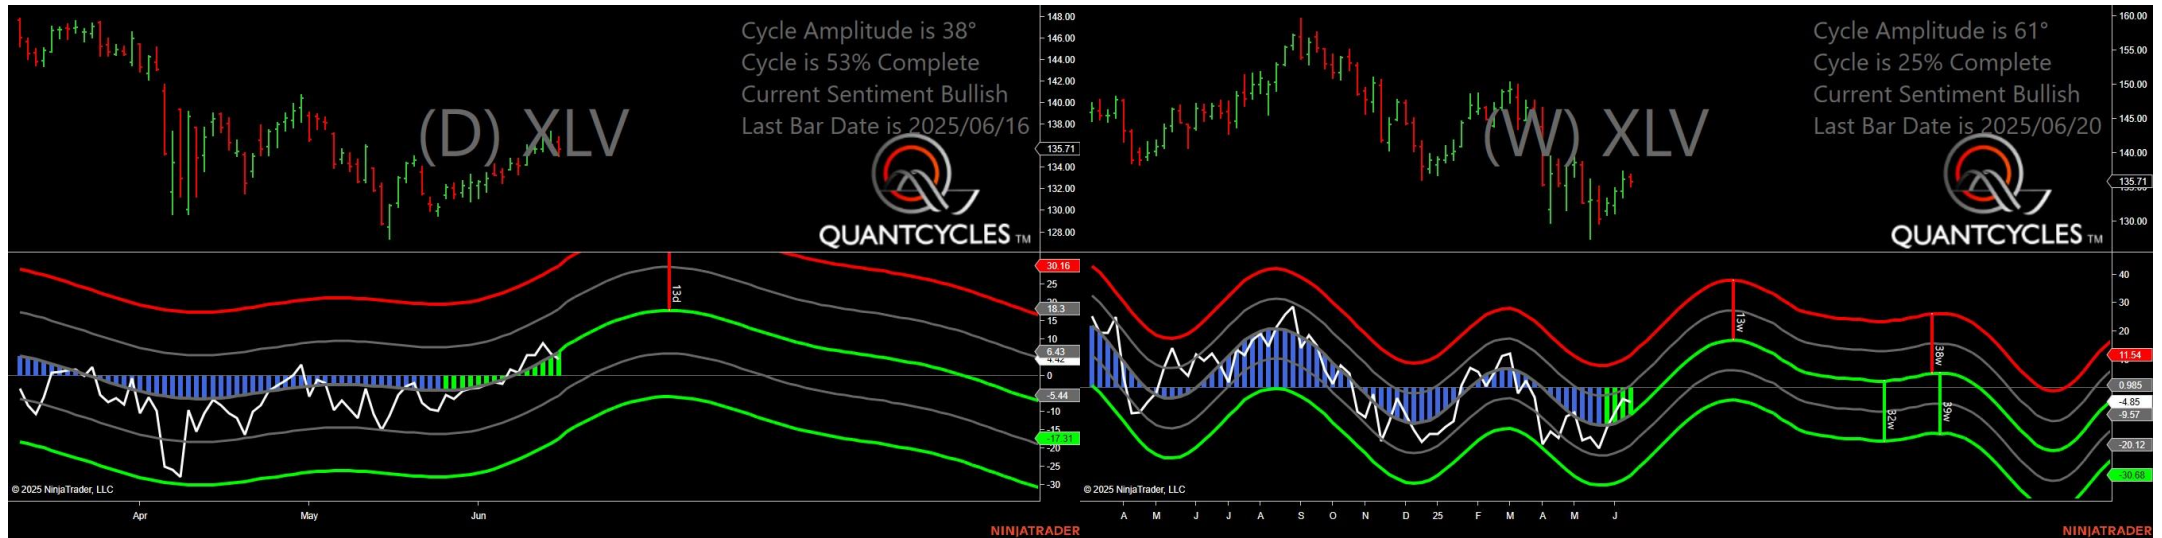 Cycle Amplitude is 38°
Cycle is 53% Complete
Current Sentiment Bullish
Last Bar Date is 2025/06/16
(D) XLV
QUANTCYCLES TM
148.00
146.00
144.00
142.00
140.00
138.00
135.71
134.00
132.00
130.00
128.00
13d
30.16
25
18.3
15
10
6.43
0
-5.44
-10
-15
-17.31
-20
-25
-30
© 2025 NinjaTrader, LLC
Apr May Jun
NINJATRADER
Cycle Amplitude is 61°
Cycle is 25% Complete
Current Sentiment Bullish
Last Bar Date is 2025/06/20
(W) XLV
QUANTCYCLES TM
160.00
155.00
150.00
145.00
140.00
135.71
130.00
13w
38w
32w
39w
40
30
20
11.54
0.985
-4.85
-9.57
-20.12
-30.68
© 2025 NinjaTrader, LLC
A M J J A S O N D 25 F M A M J
NINJATRADER